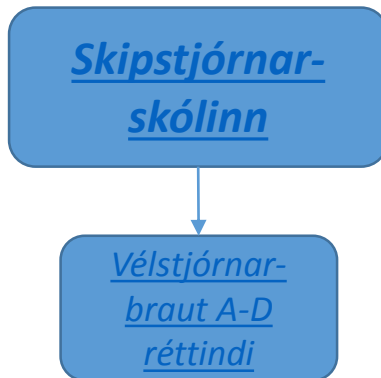 Skipstjórnar-
skólinn
Vélstjórnar-
braut A-D
réttindi